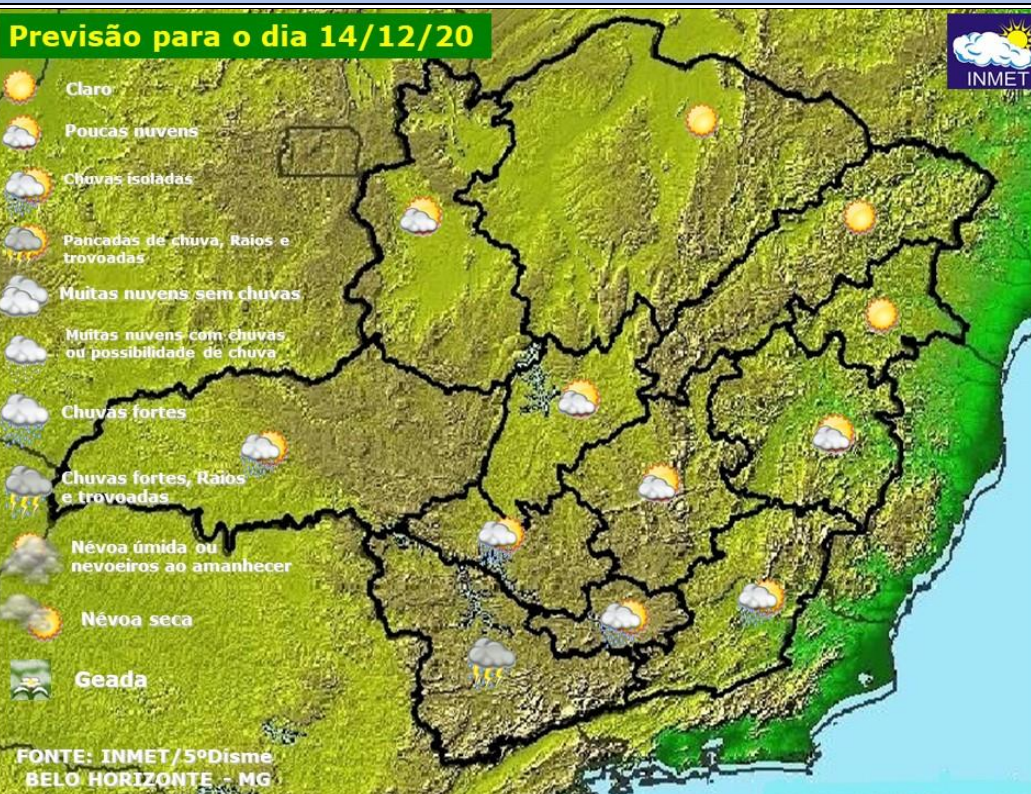 Previsão para o dia 14/12/20
INMET
Claro
Poucas nuvens
Chuvas isoladas
Pancadas de chuva, Raios e
trovoadas
Muitas nuvens sem chuvas
Muitas nuvens com chuvas
ou possibilidade de chuva
Chuvas fortes
Chuvas fortes, Raios
e trovoadas
Névoa úmida ou
nevoeiros ao amanhecer
Névoa seca
Geada
FONTE: INMET/5ºDisme
BELO HORIZONTE - MG